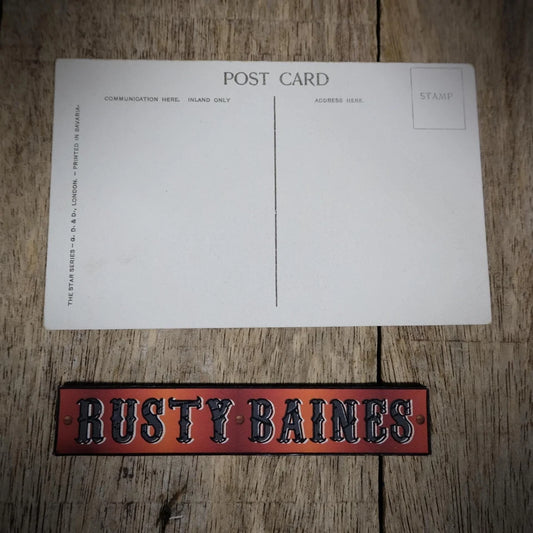 POST CARD
COMMUNICATION HERE. INLAND ONLY
ADDRESS HERE.
STAMP
THE STAR SERIES – G. D. & D., LONDON. – PRINTED IN BAVARIA.
RUSTY BAINES